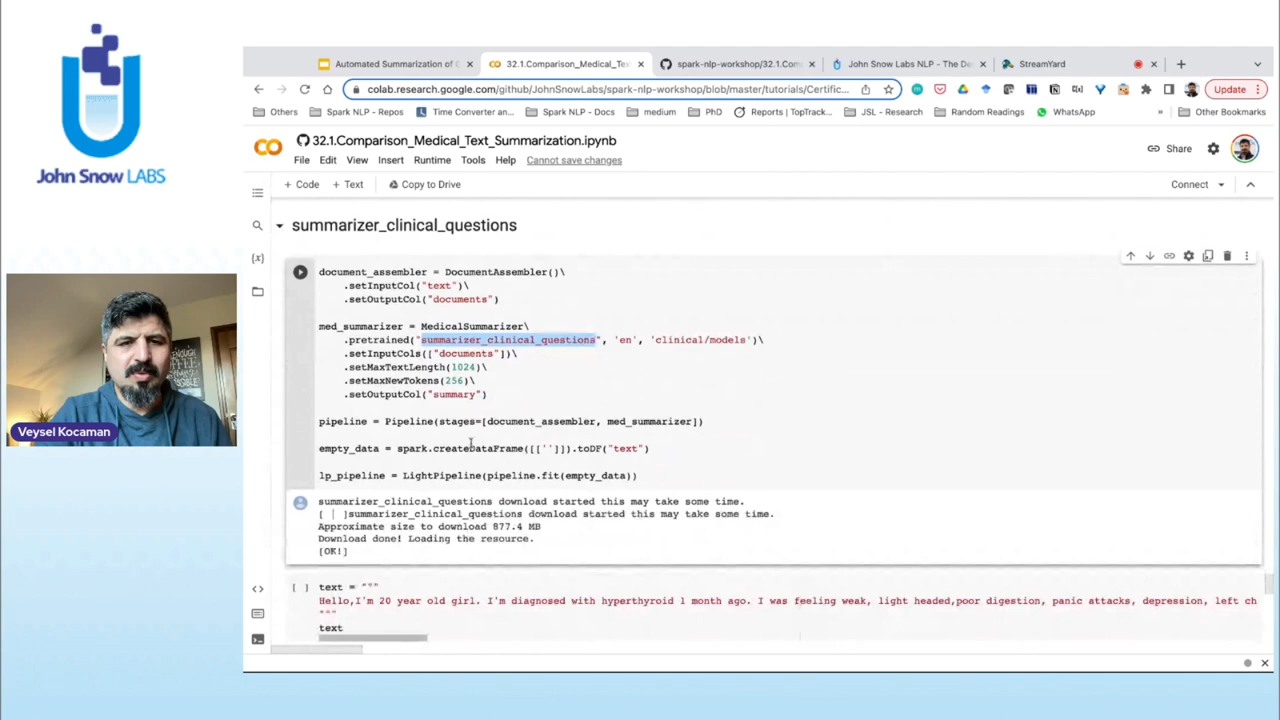 John Snow LABS
Veysel Kocaman
Automated Summarization of C
32.1.Comparison_Medical_Te
spark-nlp-workshop/32.1.Com
John Snow Labs NLP - The De
StreamYard
colab.research.google.com/github/JohnSnowLabs/spark-nlp-workshop/blob/master/tutorials/Certific...
Update
Others
Spark NLP - Repos
Time Converter an...
Spark NLP - Docs
medium
PhD
Reports | TopTrack...
JSL - Research
Random Readings
WhatsApp
»
Other Bookmarks
32.1.Comparison_Medical_Text_Summarization.ipynb
Share
File Edit View Insert Runtime Tools Help Cannot save changes
+ Code + Text Copy to Drive
Connect
summarizer_clinical_questions
document_assembler = DocumentAssembler()\
.setInputCol("text")\
.setOutputCol("documents")
med_summarizer = MedicalSummarizer\
.pretrained("summarizer_clinical_questions", 'en', 'clinical/models')\
.setInputCols(["documents"])\
.setMaxTextLength(1024)\
.setMaxNewTokens(256)\
.setOutputCol("summary")
pipeline = Pipeline(stages=[document_assembler, med_summarizer])
empty_data = spark.createDataFrame([['']]).toDF("text")
lp_pipeline = LightPipeline(pipeline.fit(empty_data))
summarizer_clinical_questions download started this may take some time.
[ | ]summarizer_clinical_questions download started this may take some time.
Approximate size to download 877.4 MB
Download done! Loading the resource.
[OK!]
[ ] text = """
Hello,I'm 20 year old girl. I'm diagnosed with hyperthyroid 1 month ago. I was feeling weak, light headed,poor digestion, panic attacks, depression, left ch
"""
text